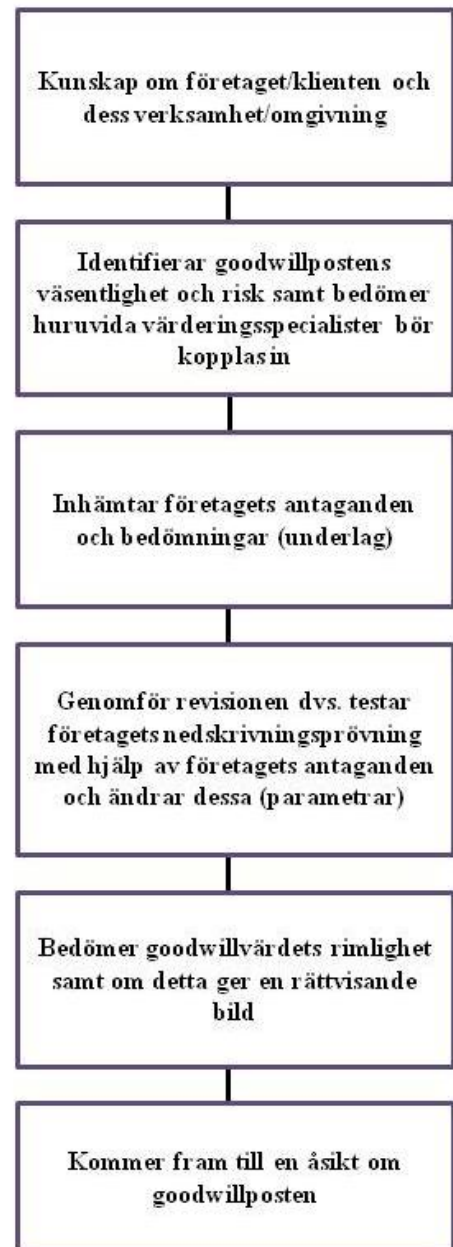 Kunskap om företaget/klienten och
dess verksamhet/omgivning
Identifierar goodwillpostens
väsentlighet och risk samt bedömer
huruvida värderingsspecialister bör
kopplas in
Inhämtar företagets antaganden
och bedömningar (underlag)
Genomför revisionen dvs. testar
företagets nedskrivningsprövning
med hjälp av företagets antaganden
och ändrar dessa (parametrar)
Bedömer goodwillvärdets rimlighet
samt om detta ger en rättvisande
bild
Kommer fram till en åsikt om
goodwillposten